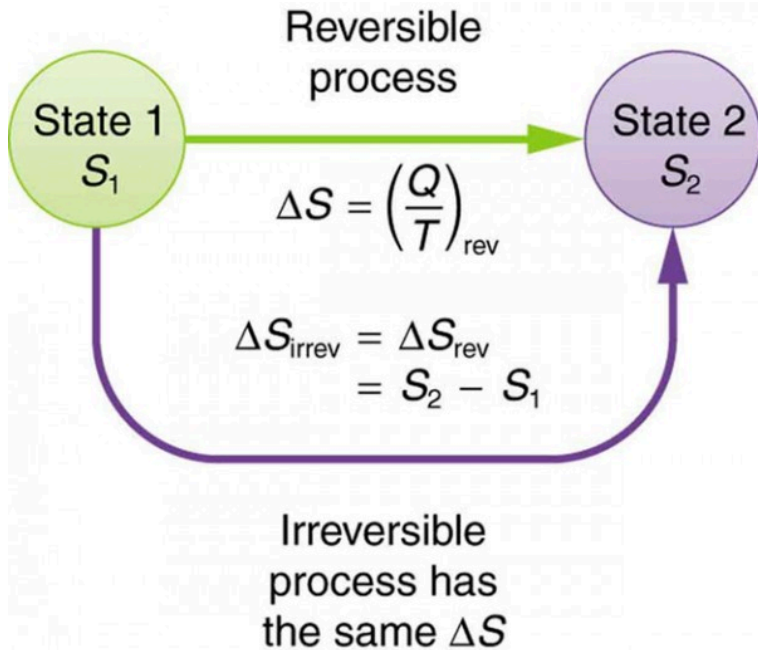 Reversible
process
State 1
S₁
State 2
S₂
ΔS = (Q/T)rev
ΔSirrev = ΔSrev
= S₂ − S₁
Irreversible
process has
the same ΔS